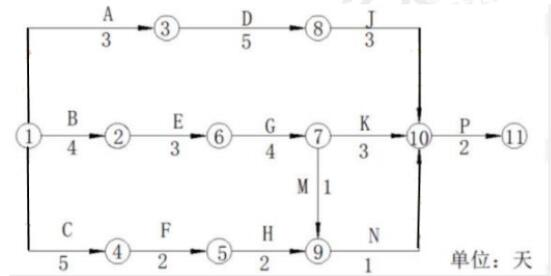 A D J
3 ③ 5 ⑧ 3
① B ② E ⑥ G ⑦ K ⑩ P ⑪
4 3 4 3 2
M 1
C ④ F ⑤ H ⑨ N
5 2 2 1
单位：天